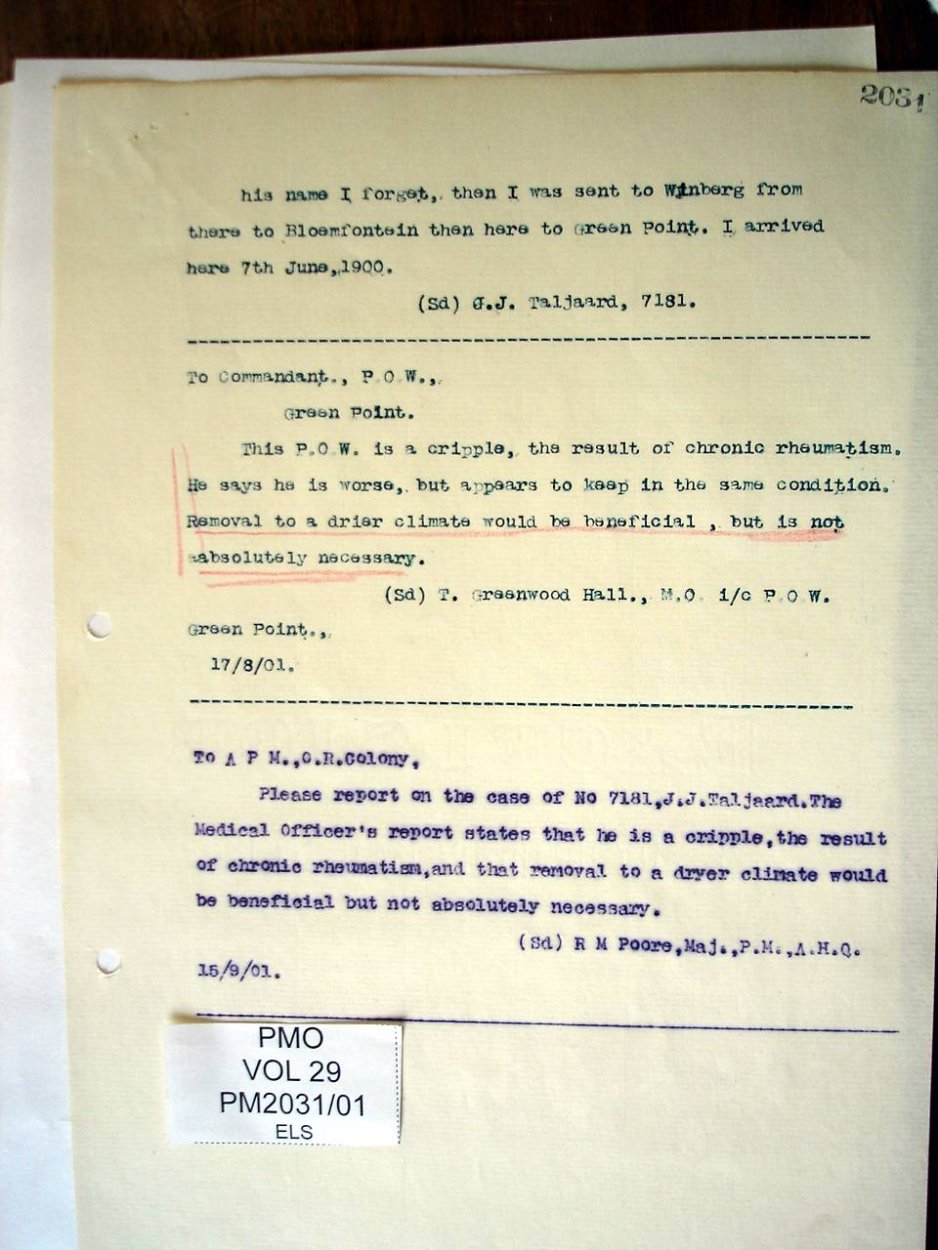 2031
his name I forget, then I was sent to Wynberg from
there to Bloemfontein then here to Green Point. I arrived
here 7th June,,1900.
(Sd) G.J. Taljaard, 7181.
To Commandant., P.O.W.,.
Green Point.
This P.O.W. is a cripple, the result of chronic rheumatism.
He says he is worse, but appears to keep in the same condition.
Removal to a drier climate would be beneficial , but is not
absolutely necessary.
(Sd) T. Greenwood Hall., M.O. i/c P.O.W.
Green Point.,
17/8/01.
To A P M.,O.R.Colony,
Please report on the case of No 7181,J.J.Taljaard.The
Medical Officer's report states that he is a cripple,the result
of chronic rheumatism,and that removal to a dryer climate would
be beneficial but not absolutely necessary.
(Sd) R M Poore,Maj.,P.M.,A.H.Q.
15/9/01.
PMO
VOL 29
PM2031/01
ELS